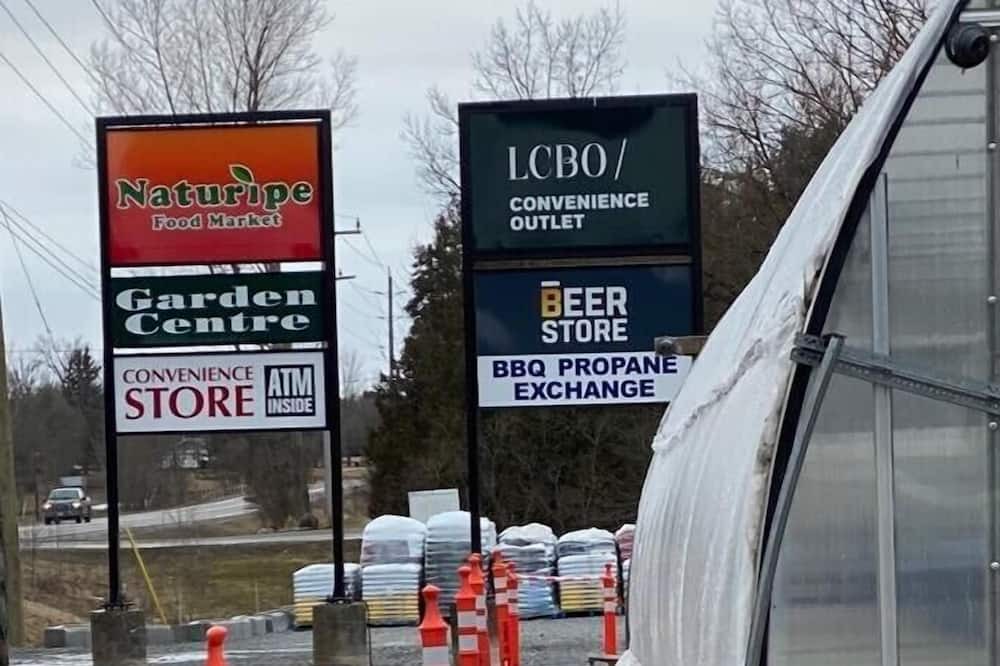 Naturipe
Food Market
Garden
Centre
CONVENIENCE
STORE
ATM
INSIDE
LCBO/
CONVENIENCE
OUTLET
BEER
STORE
BBQ PROPANE
EXCHANGE